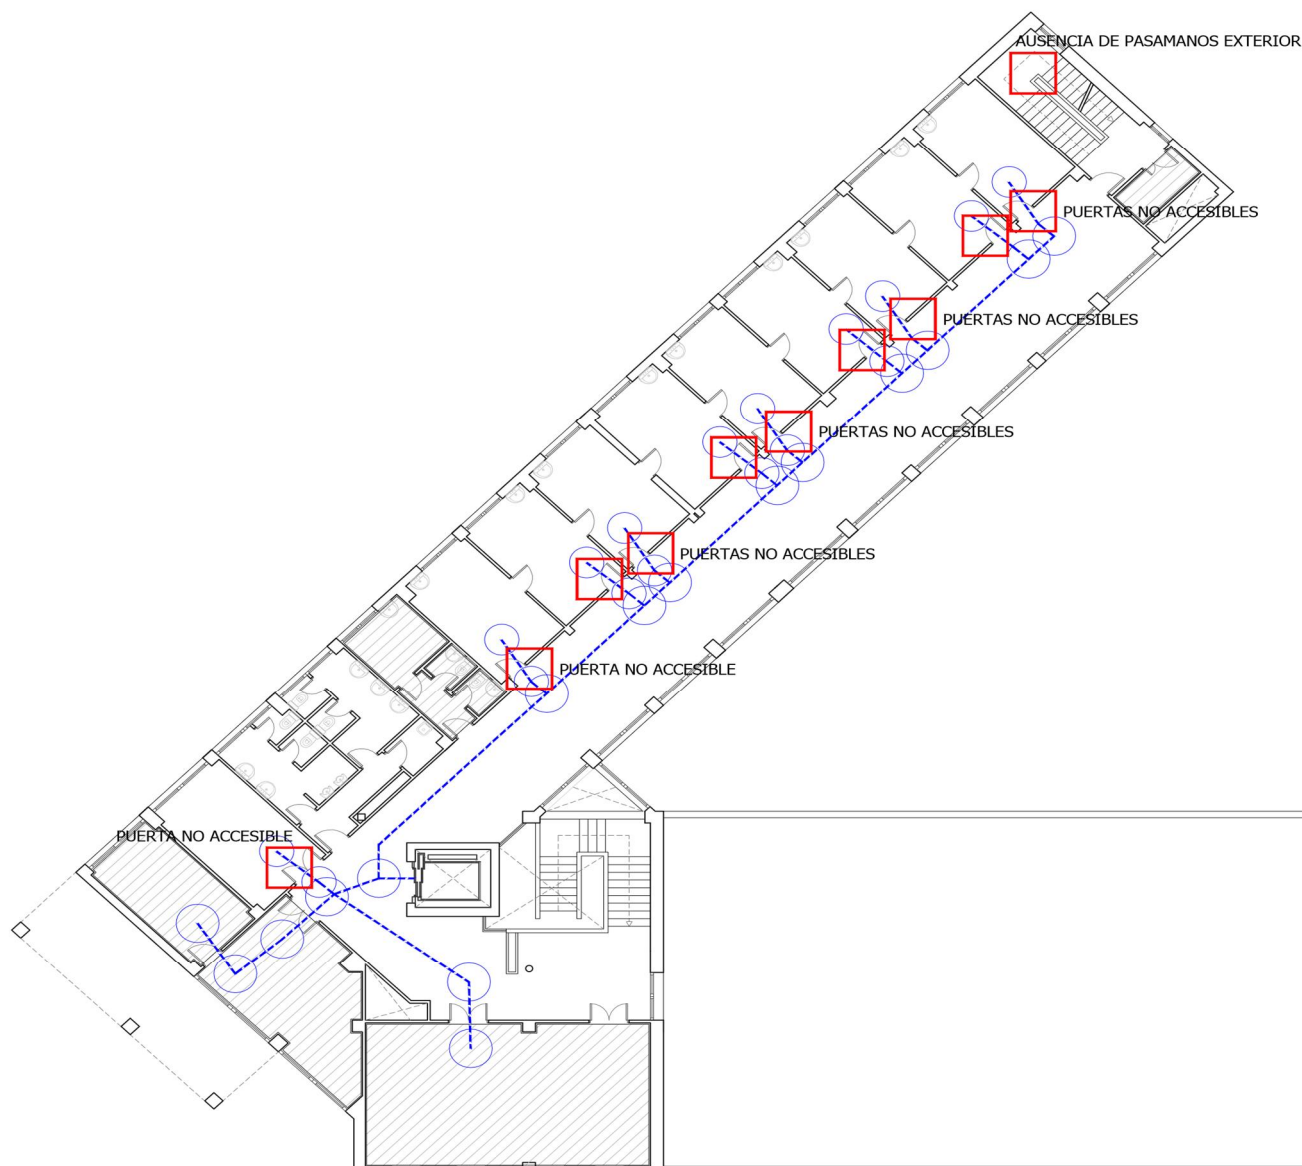 AUSENCIA DE PASAMANOS EXTERIOR
PUERTAS NO ACCESIBLES
PUERTAS NO ACCESIBLES
PUERTAS NO ACCESIBLES
PUERTAS NO ACCESIBLES
PUERTA NO ACCESIBLE
PUERTA NO ACCESIBLE